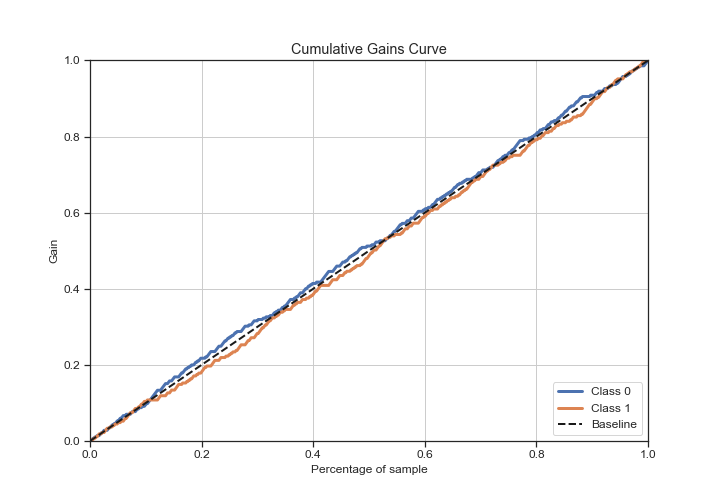 Cumulative Gains Curve
1.0
0.8
0.6
0.4
0.2
0.0
Gain
0.0 0.2 0.4 0.6 0.8 1.0
Percentage of sample
Class 0
Class 1
Baseline